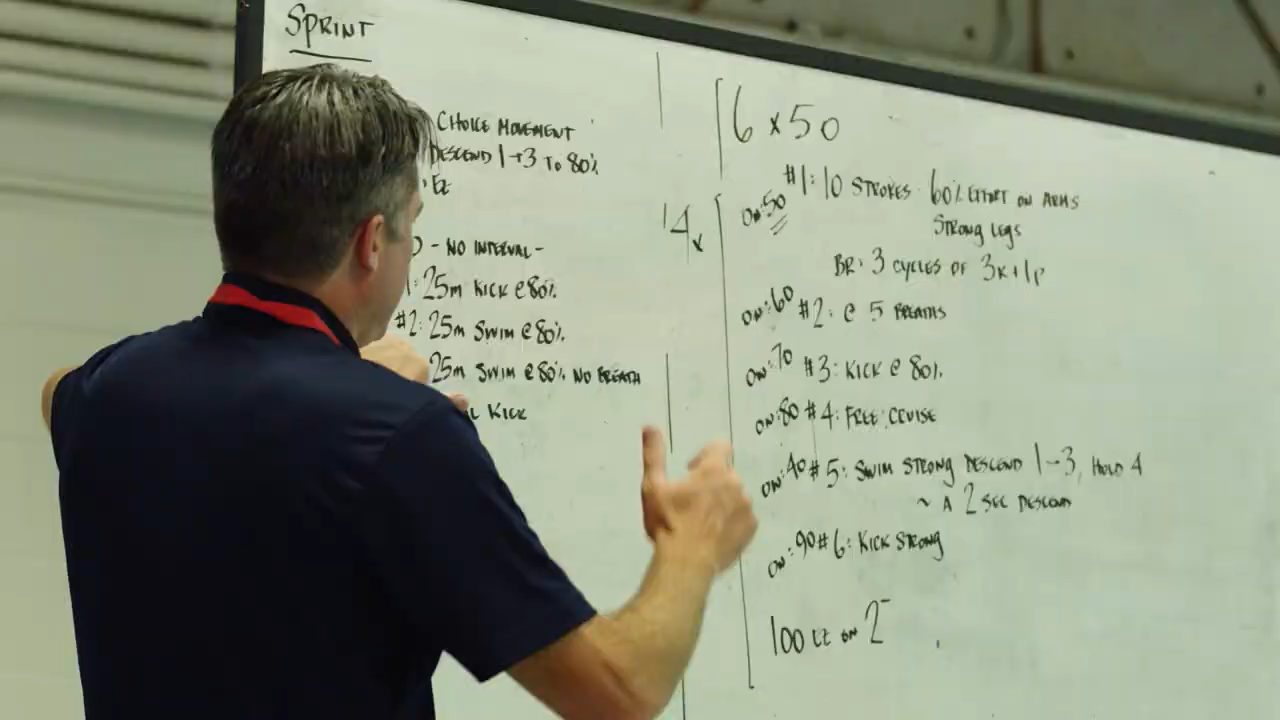 SPRINT
CHOICE MOVEMENT
DESCEND 1→3 TO 80%
: EZ
- NO INTERVAL -
1: 25m KICK @ 80%
#2: 25m SWIM @ 80%
25m SWIM @ 80% NO BREATH
KICK
6 x 50
4x
ON :50 #1: 10 STROKES 60% EFFORT ON ARMS
STRONG LEGS
BR: 3 CYCLES OF 3K+1P
ON :60 #2: @ 5 BREATHS
ON :70 #3: KICK @ 80%
ON :80 #4: FREE CRUISE
ON :40 #5: SWIM STRONG DESCEND 1→3, HOLD 4
~ A 2 SEC DESCEND
ON :90 #6: KICK STRONG
100 EZ ON 2-